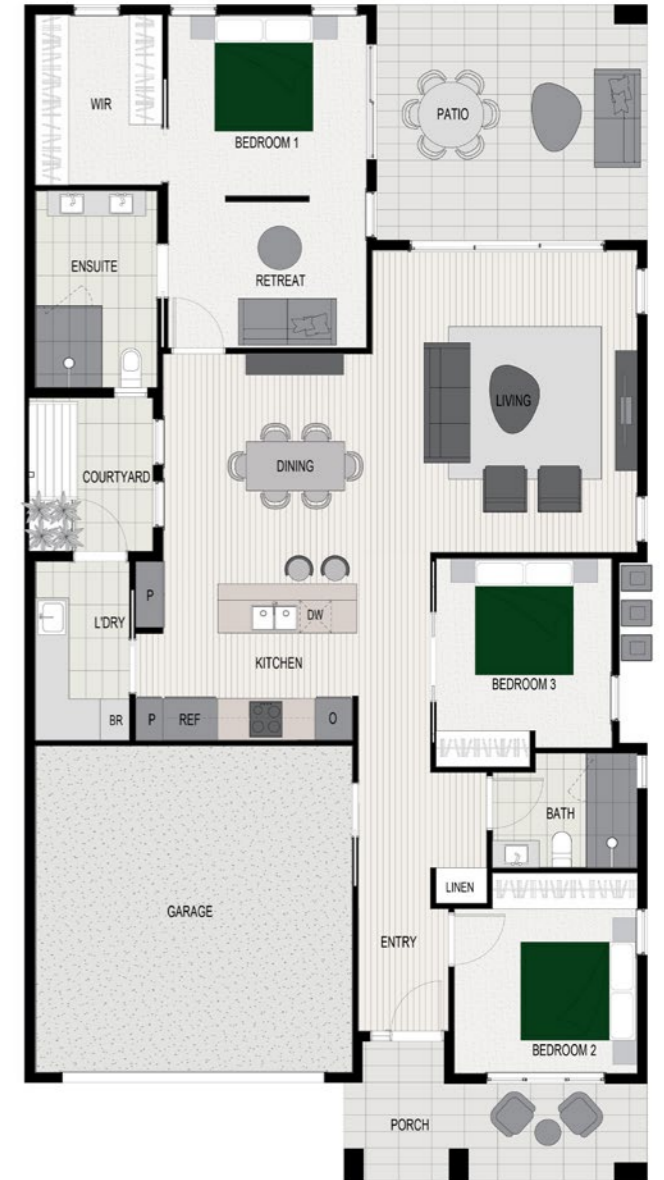 WIR
BEDROOM 1
PATIO
ENSUITE
RETREAT
LIVING
DINING
COURTYARD
P
L'DRY
DW
KITCHEN
BEDROOM 3
BR
P
REF
O
BATH
LINEN
GARAGE
ENTRY
BEDROOM 2
PORCH